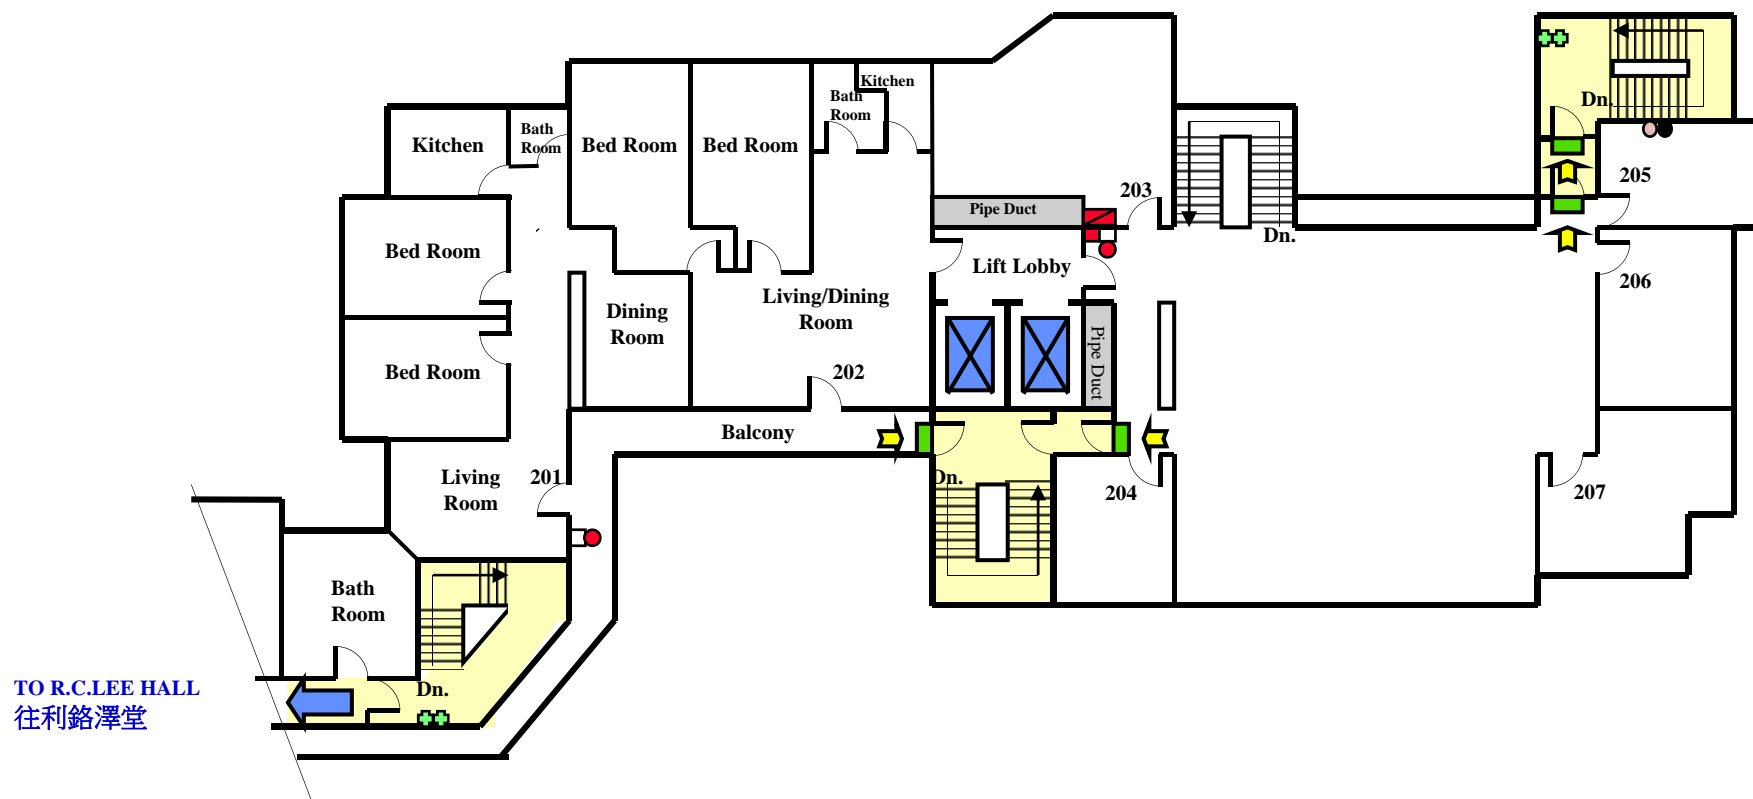 Kitchen
Bath
Room
Bed Room
Bed Room
Bath
Room
Kitchen
Dn.
205
203
Pipe Duct
Dn.
Bed Room
Lift Lobby
206
Living/Dining
Room
Dining
Room
Pipe Duct
Bed Room
202
Balcony
201
Living
Room
Dn.
204
207
Bath
Room
Dn.
TO R.C.LEE HALL
往利銘澤堂